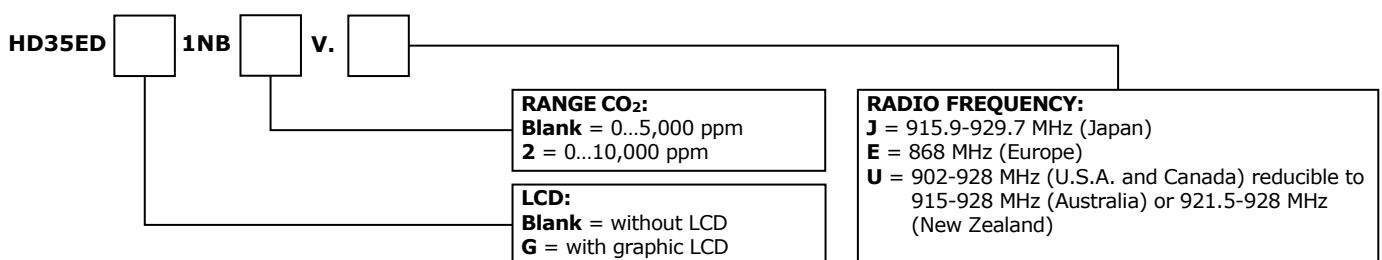 HD35ED 1NB V.
RANGE CO₂:
Blank = 0...5,000 ppm
2 = 0...10,000 ppm
LCD:
Blank = without LCD
G = with graphic LCD
RADIO FREQUENCY:
J = 915.9-929.7 MHz (Japan)
E = 868 MHz (Europe)
U = 902-928 MHz (U.S.A. and Canada) reducible to
915-928 MHz (Australia) or 921.5-928 MHz
(New Zealand)